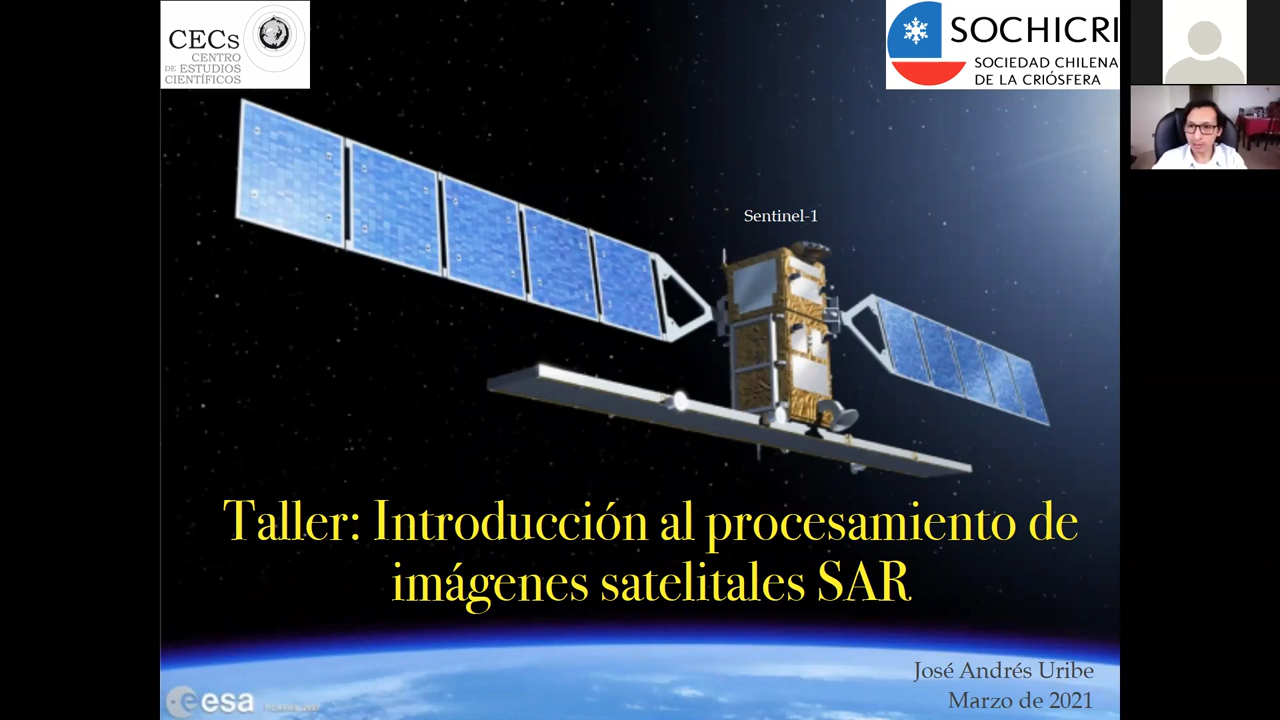 CECs
CENTRO
DE ESTUDIOS
CIENTÍFICOS
SOCHICRI
SOCIEDAD CHILENA
DE LA CRIÓSFERA
Sentinel-1
Taller: Introducción al procesamiento de
imágenes satelitales SAR
José Andrés Uribe
Marzo de 2021
esa